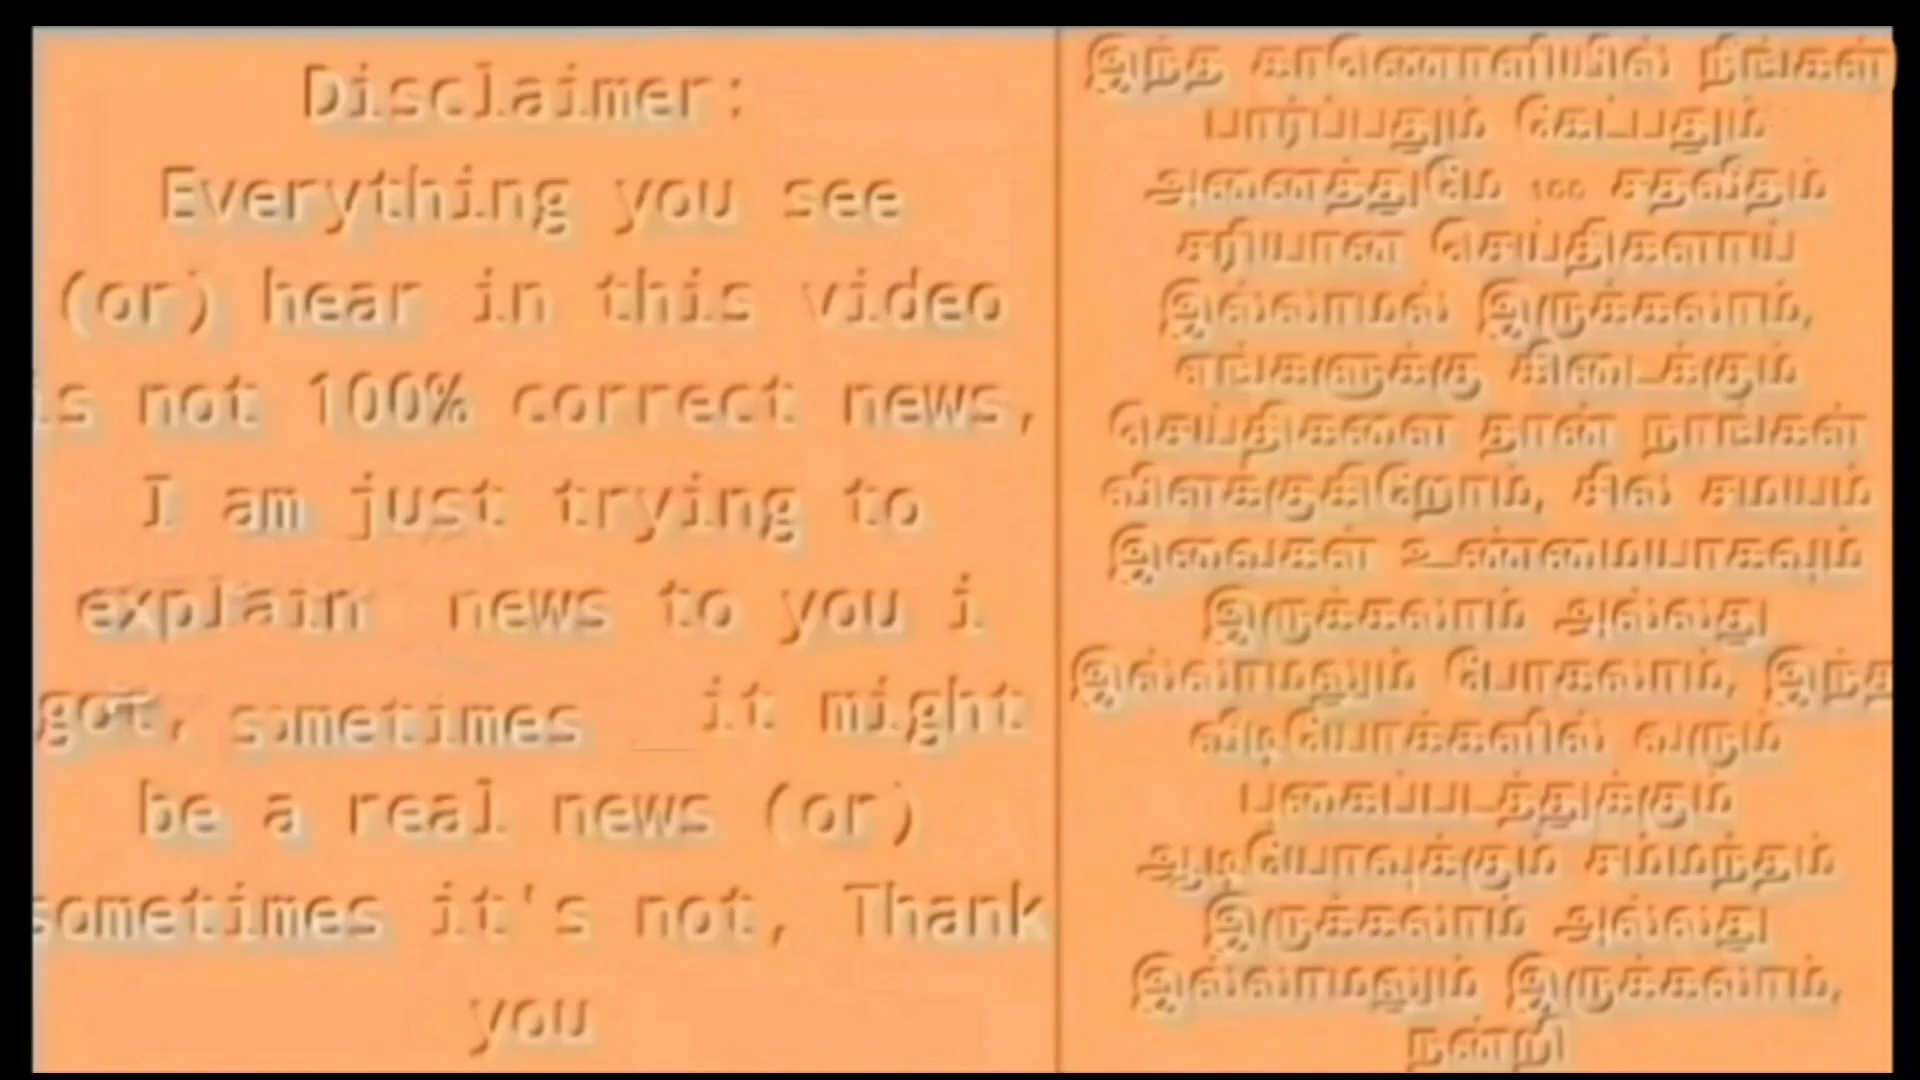 Disclaimer:
Everything you see
(or) hear in this video
is not 100% correct news,
I am just trying to
explain news to you i
got, sometimes it might
be a real news (or)
sometimes it's not, Thank
you
இந்த காணொளியில் நீங்கள்
பார்ப்பதும் கேட்பதும்
அனைத்துமே 100 சதவீதம்
சரியான செய்திகளாய்
இல்லாமல் இருக்கலாம்,
எங்களுக்கு கிடைக்கும்
செய்திகளை தான் நாங்கள்
விளக்குகிறோம், சில சமயம்
இவைகள் உண்மையாகவும்
இருக்கலாம் அல்லது
இல்லாமலும் போகலாம், இந்த
வீடியோக்களில் வரும்
புகைப்படத்துக்கும்
ஆடியோவுக்கும் சம்மந்தம்
இருக்கலாம் அல்லது
இல்லாமலும் இருக்கலாம்,
நன்றி